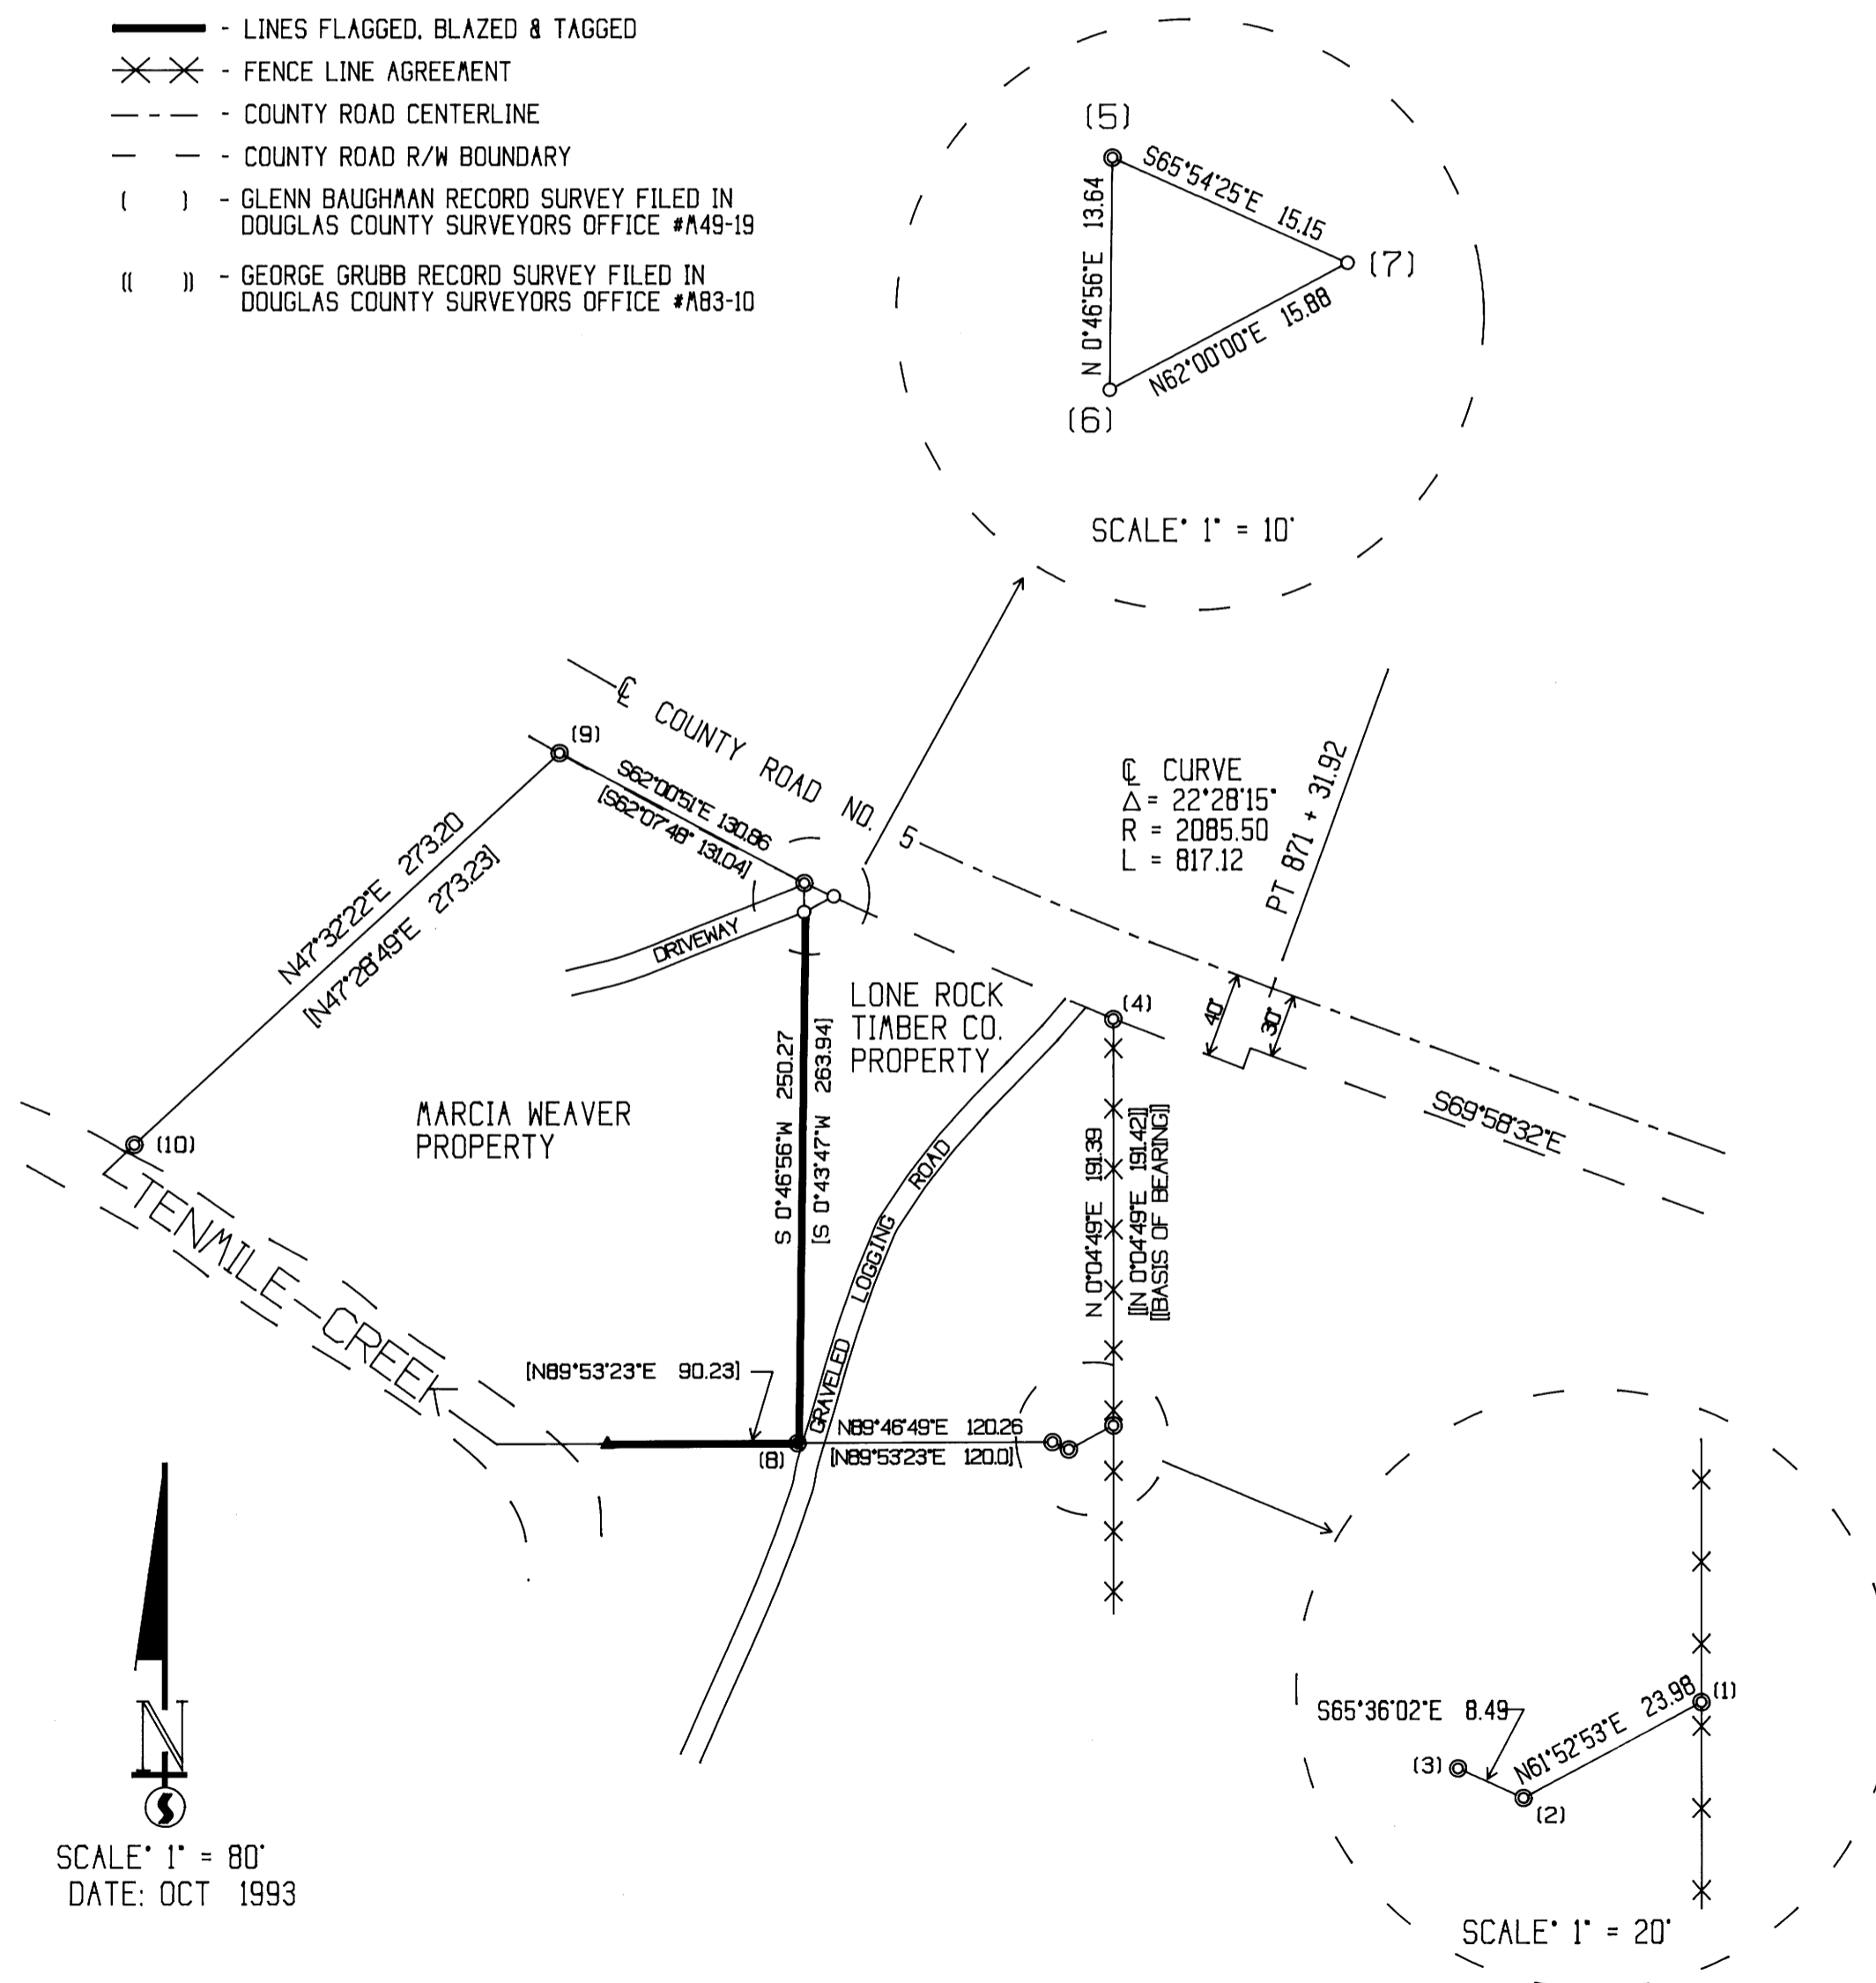 - LINES FLAGGED, BLAZED & TAGGED
- FENCE LINE AGREEMENT
- COUNTY ROAD CENTERLINE
- COUNTY ROAD R/W BOUNDARY
( ) - GLENN BAUGHMAN RECORD SURVEY FILED IN
DOUGLAS COUNTY SURVEYORS OFFICE #M49-19
(( )) - GEORGE GRUBB RECORD SURVEY FILED IN
DOUGLAS COUNTY SURVEYORS OFFICE #M83-10
(5)
S65°54'25"E 15.15
N 0°46'56"E 13.64
(7)
N62°00'00"E 15.88
(6)
SCALE: 1" = 10'
℄ COUNTY ROAD NO. 5
(9)
S62°00'51"E 130.86
[S62°07'48" 131.04]
℄ CURVE
Δ = 22°28'15"
R = 2085.50
L = 817.12
PT 871 + 31.92
N47°32'22"E 273.20
[N47°28'49"E 273.23]
DRIVEWAY
LONE ROCK
TIMBER CO.
PROPERTY
(4)
40'
30'
S69°58'32"E
MARCIA WEAVER
PROPERTY
S 0°46'56"W 250.27
[S 0°43'47"W 263.94]
N 0°04'49"E 191.39
[[N 0°04'49"E 191.42]]
[[BASIS OF BEARING]]
(10)
TENMILE CREEK
GRAVELED LOGGING ROAD
[N89°53'23"E 90.23]
N89°46'49"E 120.26
[N89°53'23"E 120.0]
(8)
(1)
S65°36'02"E 8.49
N61°52'53"E 23.98
(3)
(2)
N
S
SCALE: 1" = 80'
DATE: OCT 1993
SCALE: 1" = 20'